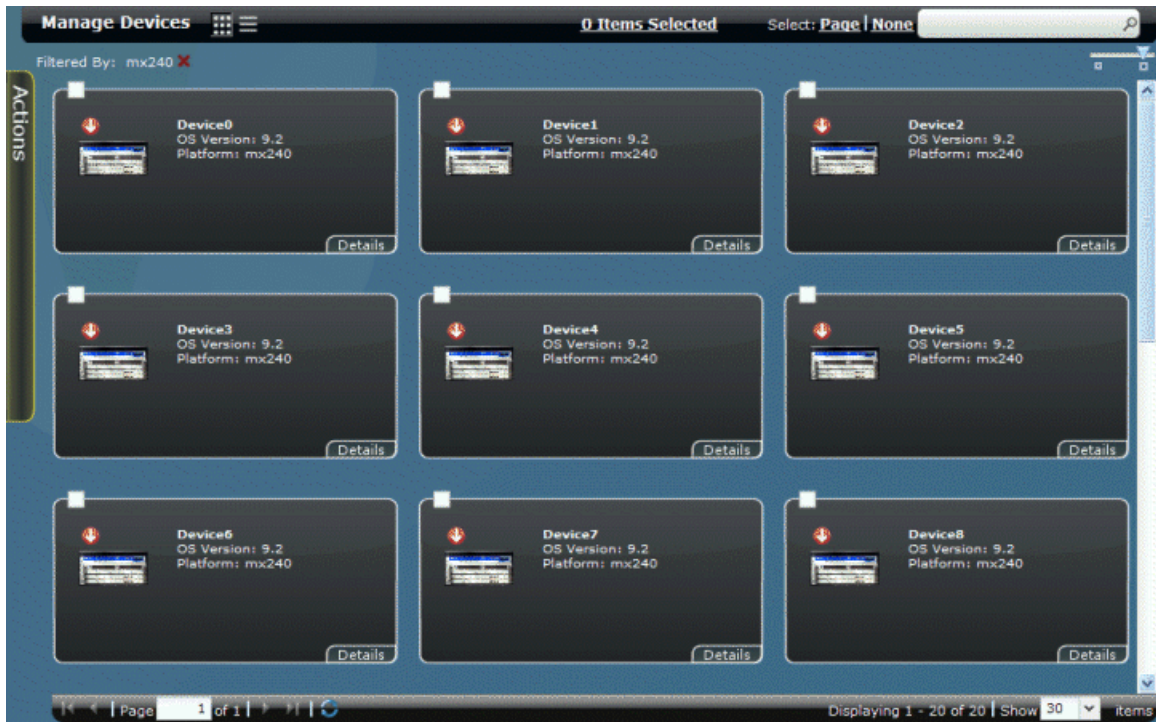 Manage Devices 0 Items Selected Select: Page | None
Filtered By: mx240
Actions
Device0
OS Version: 9.2
Platform: mx240
Details
Device1
OS Version: 9.2
Platform: mx240
Details
Device2
OS Version: 9.2
Platform: mx240
Details
Device3
OS Version: 9.2
Platform: mx240
Details
Device4
OS Version: 9.2
Platform: mx240
Details
Device5
OS Version: 9.2
Platform: mx240
Details
Device6
OS Version: 9.2
Platform: mx240
Details
Device7
OS Version: 9.2
Platform: mx240
Details
Device8
OS Version: 9.2
Platform: mx240
Details
Page 1 of 1 Displaying 1 - 20 of 20 Show 30 items